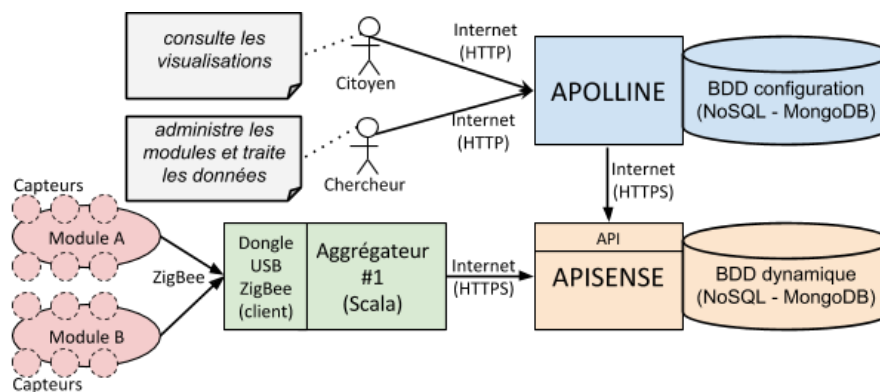 consulte les
visualisations
Citoyen
Internet
(HTTP)
administre les
modules et traite
les données
Chercheur
Internet
(HTTP)
APOLLINE
BDD configuration
(NoSQL - MongoDB)
Internet
(HTTPS)
Capteurs
Module A
ZigBee
Module B
Capteurs
Dongle
USB
ZigBee
(client)
Aggrégateur
#1
(Scala)
Internet
(HTTPS)
API
APISENSE
BDD dynamique
(NoSQL - MongoDB)